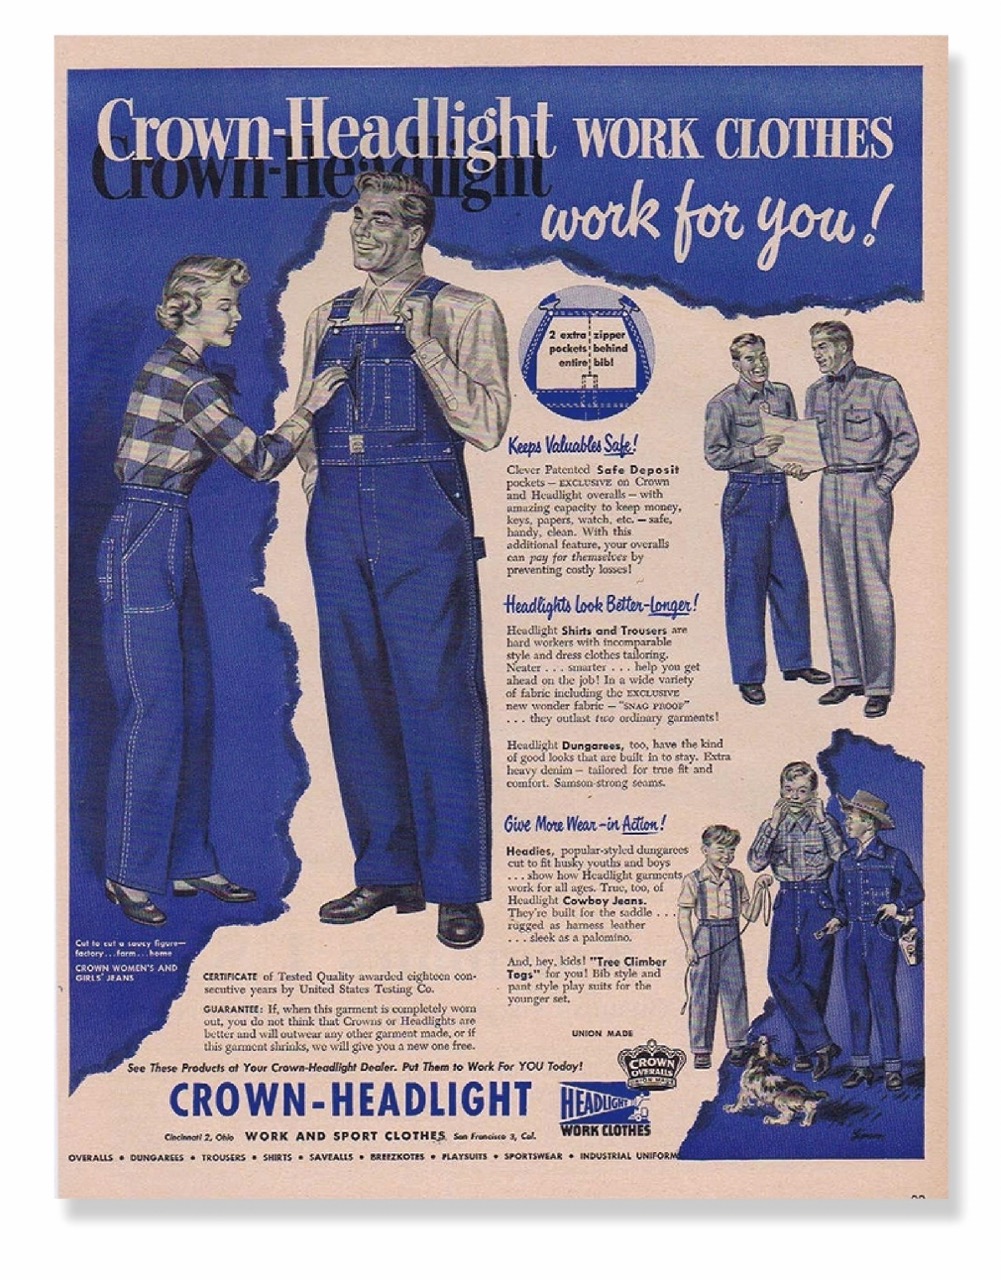 Crown-Headlight WORK CLOTHES
Crown-Headlight
work for you!
2 extra zipper
pockets behind
entire bib!
Keeps Valuables Safe!
Clever Patented Safe Deposit
pockets — EXCLUSIVE on Crown
and Headlight overalls — with
amazing capacity to keep money,
keys, papers, watch, etc. — safe,
handy, clean. With this
additional feature, your overalls
can pay for themselves by
preventing costly losses!
Headlights Look Better-Longer!
Headlight Shirts and Trousers are
hard workers with incomparable
style and dress clothes tailoring.
Neater . . . smarter . . . help you get
ahead on the job! In a wide variety
of fabric including the EXCLUSIVE
new wonder fabric — "SNAG PROOF"
. . . they outlast two ordinary garments!
Headlight Dungarees, too, have the kind
of good looks that are built in to stay. Extra
heavy denim — tailored for true fit and
comfort. Samson-strong seams.
Give More Wear-in Action!
Headies, popular-styled dungarees
cut to fit husky youths and boys
. . . show how Headlight garments
work for all ages. True, too, of
Headlight Cowboy Jeans.
They're built for the saddle . . .
rugged as harness leather
. . . sleek as a palomino.
And, hey, kids! "Tree Climber
Togs" for you! Bib style and
pant style play suits for the
younger set.
Cut to cut a saucy figure—
factory...farm...home
CROWN WOMEN'S AND
GIRLS' JEANS
CERTIFICATE of Tested Quality awarded eighteen con-
secutive years by United States Testing Co.
GUARANTEE: If, when this garment is completely worn
out, you do not think that Crowns or Headlights are
better and will outwear any other garment made, or if
this garment shrinks, we will give you a new one free.
See These Products at Your Crown-Headlight Dealer. Put Them to Work For YOU Today!
UNION MADE
CROWN
OVERALLS
UNION MADE
CROWN-HEADLIGHT
HEADLIGHT
WORK CLOTHES
Cincinnati 2, Ohio WORK AND SPORT CLOTHES San Francisco 3, Cal.
OVERALLS • DUNGAREES • TROUSERS • SHIRTS • SAVEALLS • BREEZKOTES • PLAYSUITS • SPORTSWEAR • INDUSTRIAL UNIFORM